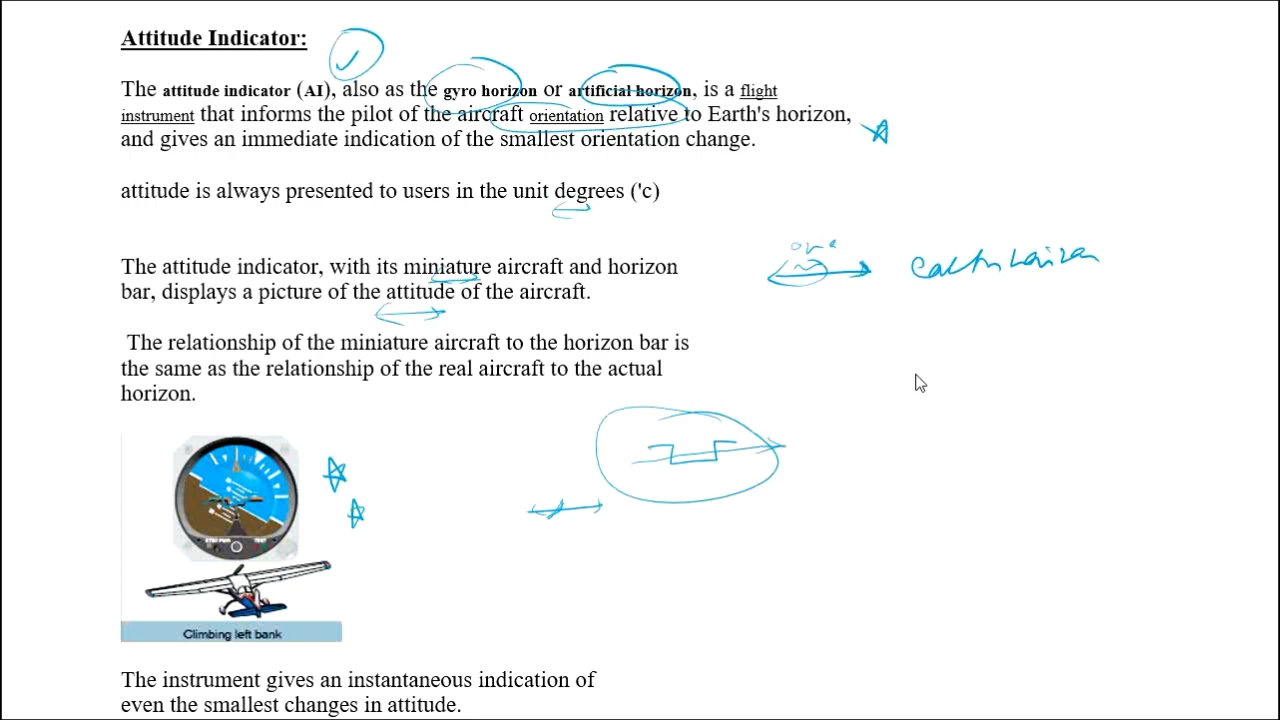 Attitude Indicator:
The attitude indicator (AI), also as the gyro horizon or artificial horizon, is a flight
instrument that informs the pilot of the aircraft orientation relative to Earth's horizon,
and gives an immediate indication of the smallest orientation change.
attitude is always presented to users in the unit degrees ('c)
The attitude indicator, with its miniature aircraft and horizon
bar, displays a picture of the attitude of the aircraft.
The relationship of the miniature aircraft to the horizon bar is
the same as the relationship of the real aircraft to the actual
horizon.
Climbing left bank
The instrument gives an instantaneous indication of
even the smallest changes in attitude.